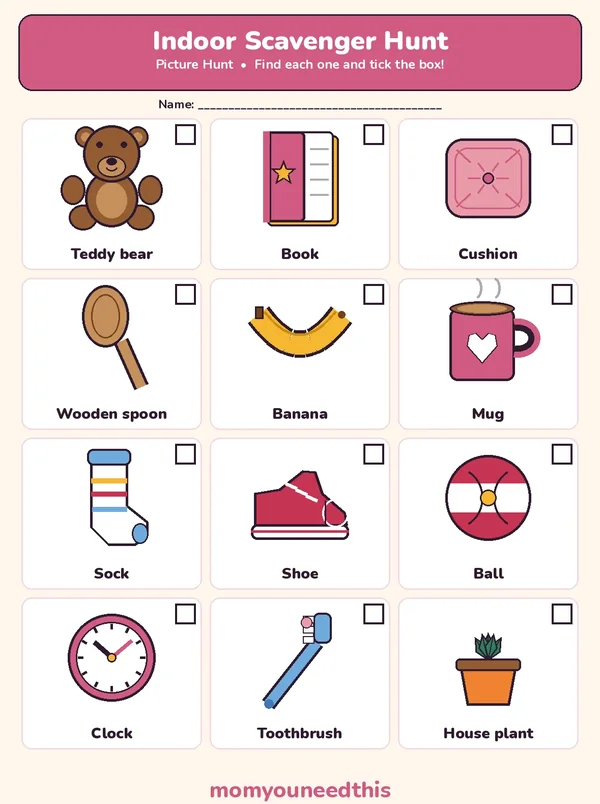 Indoor Scavenger Hunt
Picture Hunt • Find each one and tick the box!
Name: ________________________________________
Teddy bear
Book
Cushion
Wooden spoon
Banana
Mug
Sock
Shoe
Ball
Clock
Toothbrush
House plant
momyouneedthis